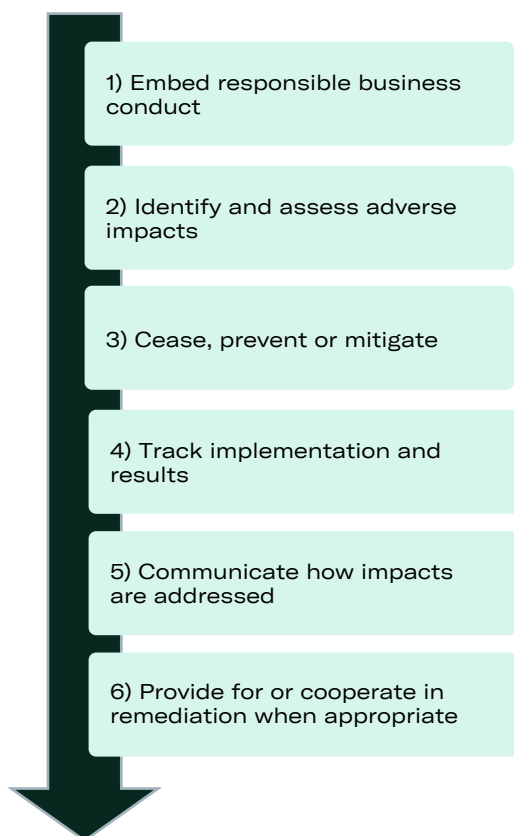 1) Embed responsible business
conduct
2) Identify and assess adverse
impacts
3) Cease, prevent or mitigate
4) Track implementation and
results
5) Communicate how impacts
are addressed
6) Provide for or cooperate in
remediation when appropriate